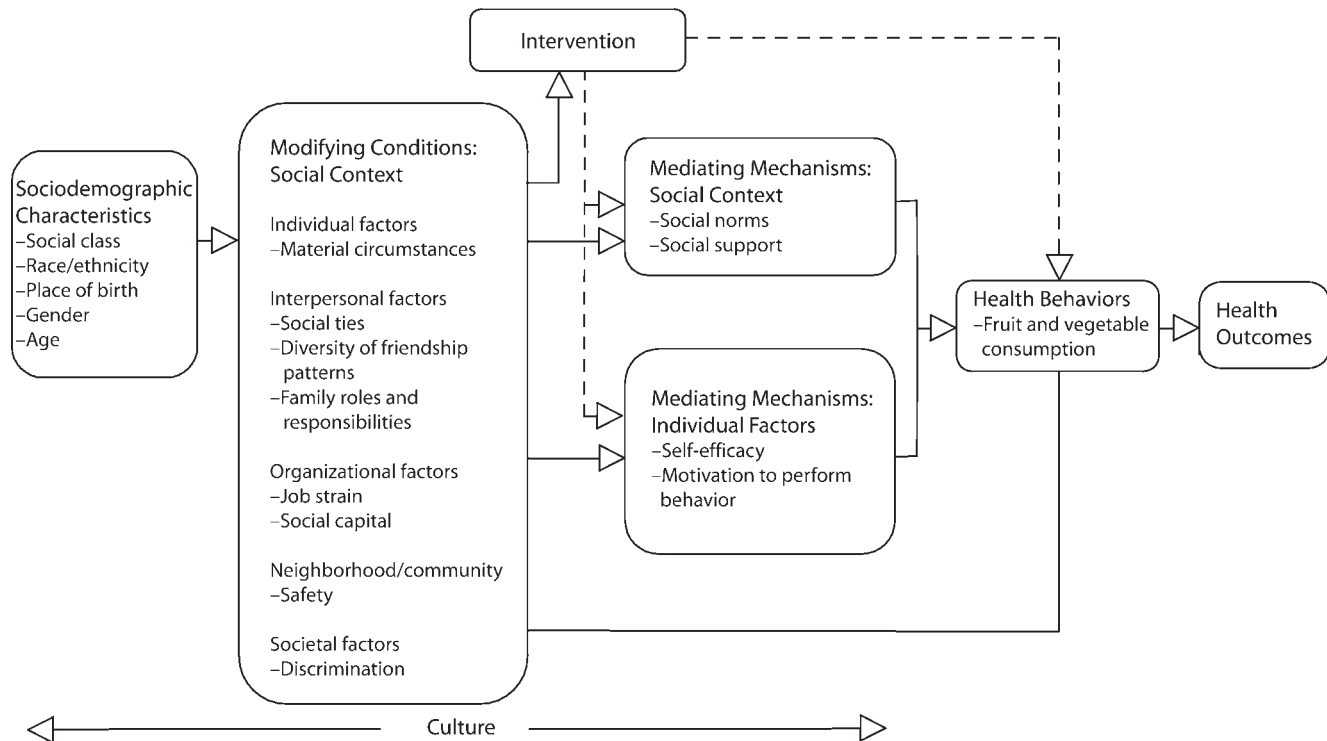 Intervention
Sociodemographic
Characteristics
–Social class
–Race/ethnicity
–Place of birth
–Gender
–Age
Modifying Conditions:
Social Context
Individual factors
–Material circumstances
Interpersonal factors
–Social ties
–Diversity of friendship
patterns
–Family roles and
responsibilities
Organizational factors
–Job strain
–Social capital
Neighborhood/community
–Safety
Societal factors
–Discrimination
Mediating Mechanisms:
Social Context
–Social norms
–Social support
Mediating Mechanisms:
Individual Factors
–Self-efficacy
–Motivation to perform
behavior
Health Behaviors
–Fruit and vegetable
consumption
Health
Outcomes
Culture